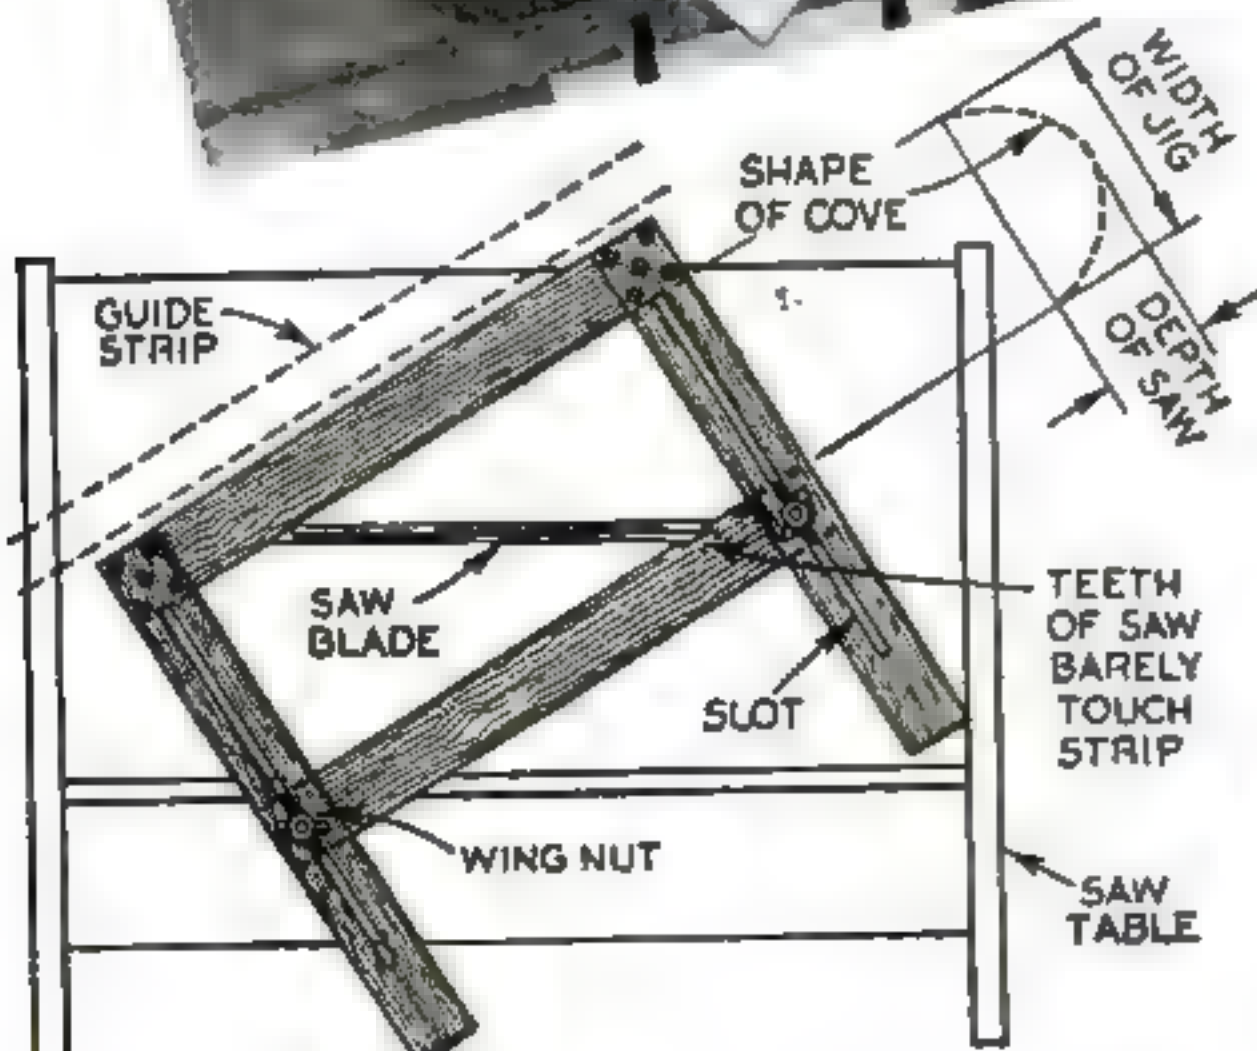 WIDTH
OF JIG
SHAPE
OF COVE
GUIDE
STRIP
DEPTH
OF SAW
SAW
BLADE
TEETH
OF SAW
BARELY
TOUCH
STRIP
SLOT
WING NUT
SAW
TABLE